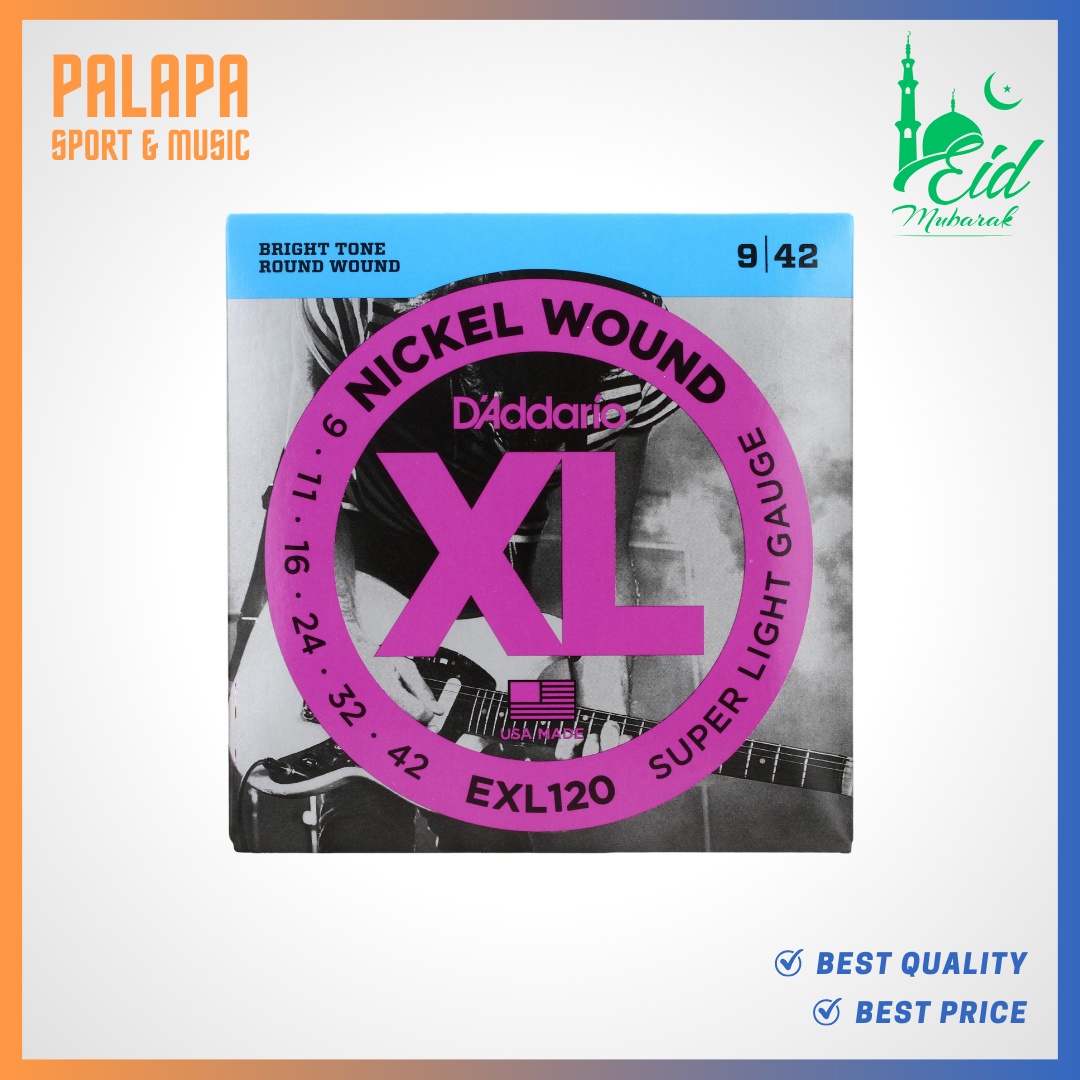 PALAPA
SPORT & MUSIC
Eid
Mubarak
BRIGHT TONE
ROUND WOUND
9|42
NICKEL WOUND
D'Addario
XL
USA MADE
9 · 11 · 16 · 24 · 32 · 42
EXL120
SUPER LIGHT GAUGE
BEST QUALITY
BEST PRICE